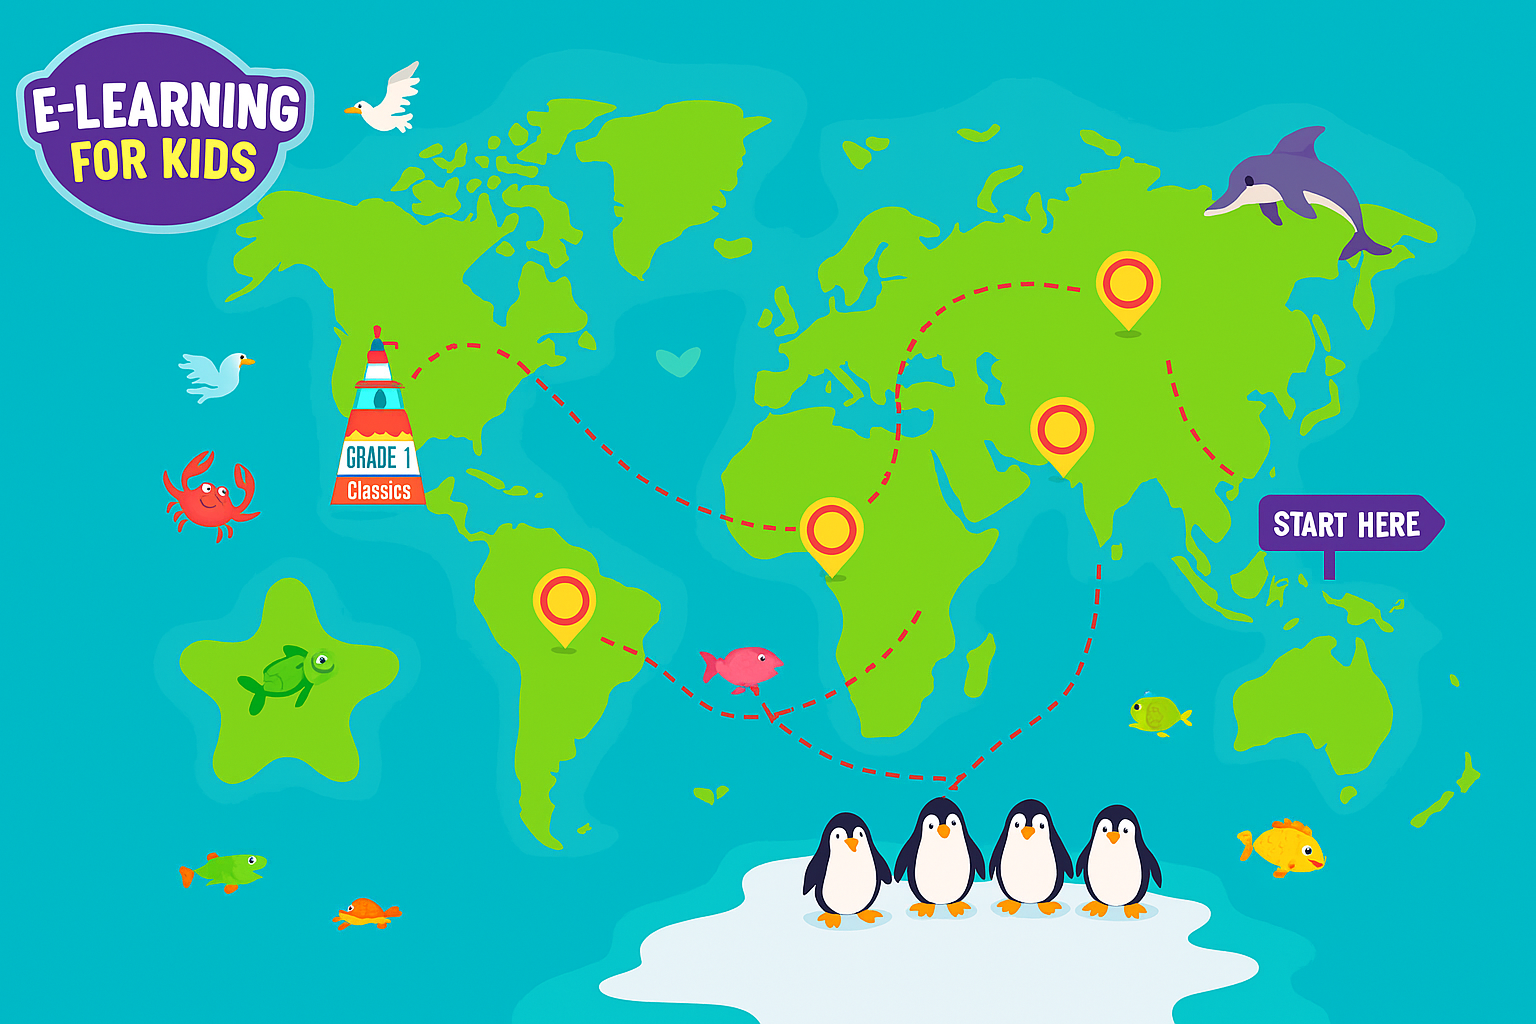 E-LEARNING
FOR KIDS
GRADE 1
Classics
START HERE